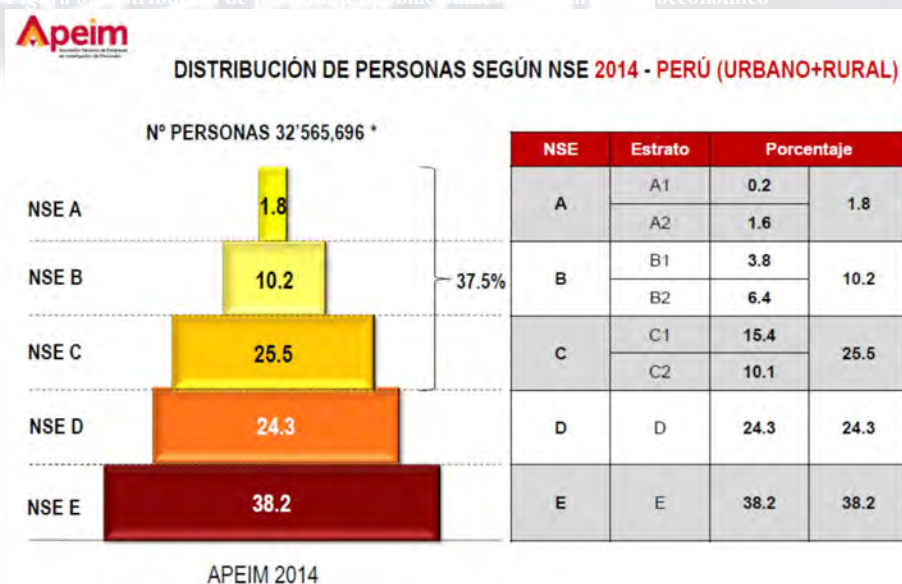 Apeim
DISTRIBUCIÓN DE PERSONAS SEGÚN NSE 2014 - PERÚ (URBANO+RURAL)
Nº PERSONAS 32’565,696 *
NSE A
1.8
NSE B
10.2
37.5%
NSE C
25.5
NSE D
24.3
NSE E
38.2
APEIM 2014
NSE Estrato Porcentaje
A A1 0.2 1.8
A2 1.6
B B1 3.8 10.2
B2 6.4
C C1 15.4 25.5
C2 10.1
D D 24.3 24.3
E E 38.2 38.2